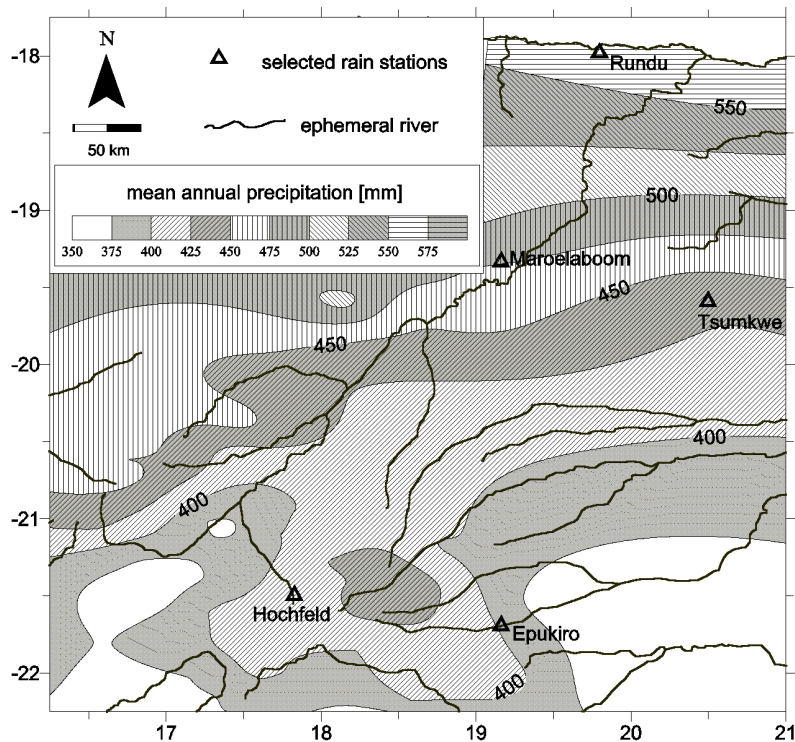 -18
-19
-20
-21
-22
N
50 km
selected rain stations
ephemeral river
mean annual precipitation [mm]
350 375 400 425 450 475 500 525 550 575
Rundu
550
500
Maroelaboom
450
Tsumkwe
450
400
400
Hochfeld
Epukiro
400
17 18 19 20 21